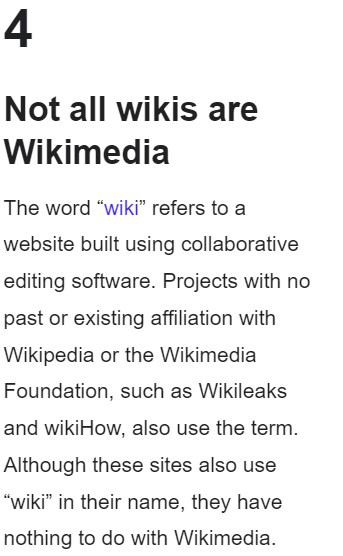 4
Not all wikis are
Wikimedia
The word “wiki” refers to a
website built using collaborative
editing software. Projects with no
past or existing affiliation with
Wikipedia or the Wikimedia
Foundation, such as Wikileaks
and wikiHow, also use the term.
Although these sites also use
“wiki” in their name, they have
nothing to do with Wikimedia.